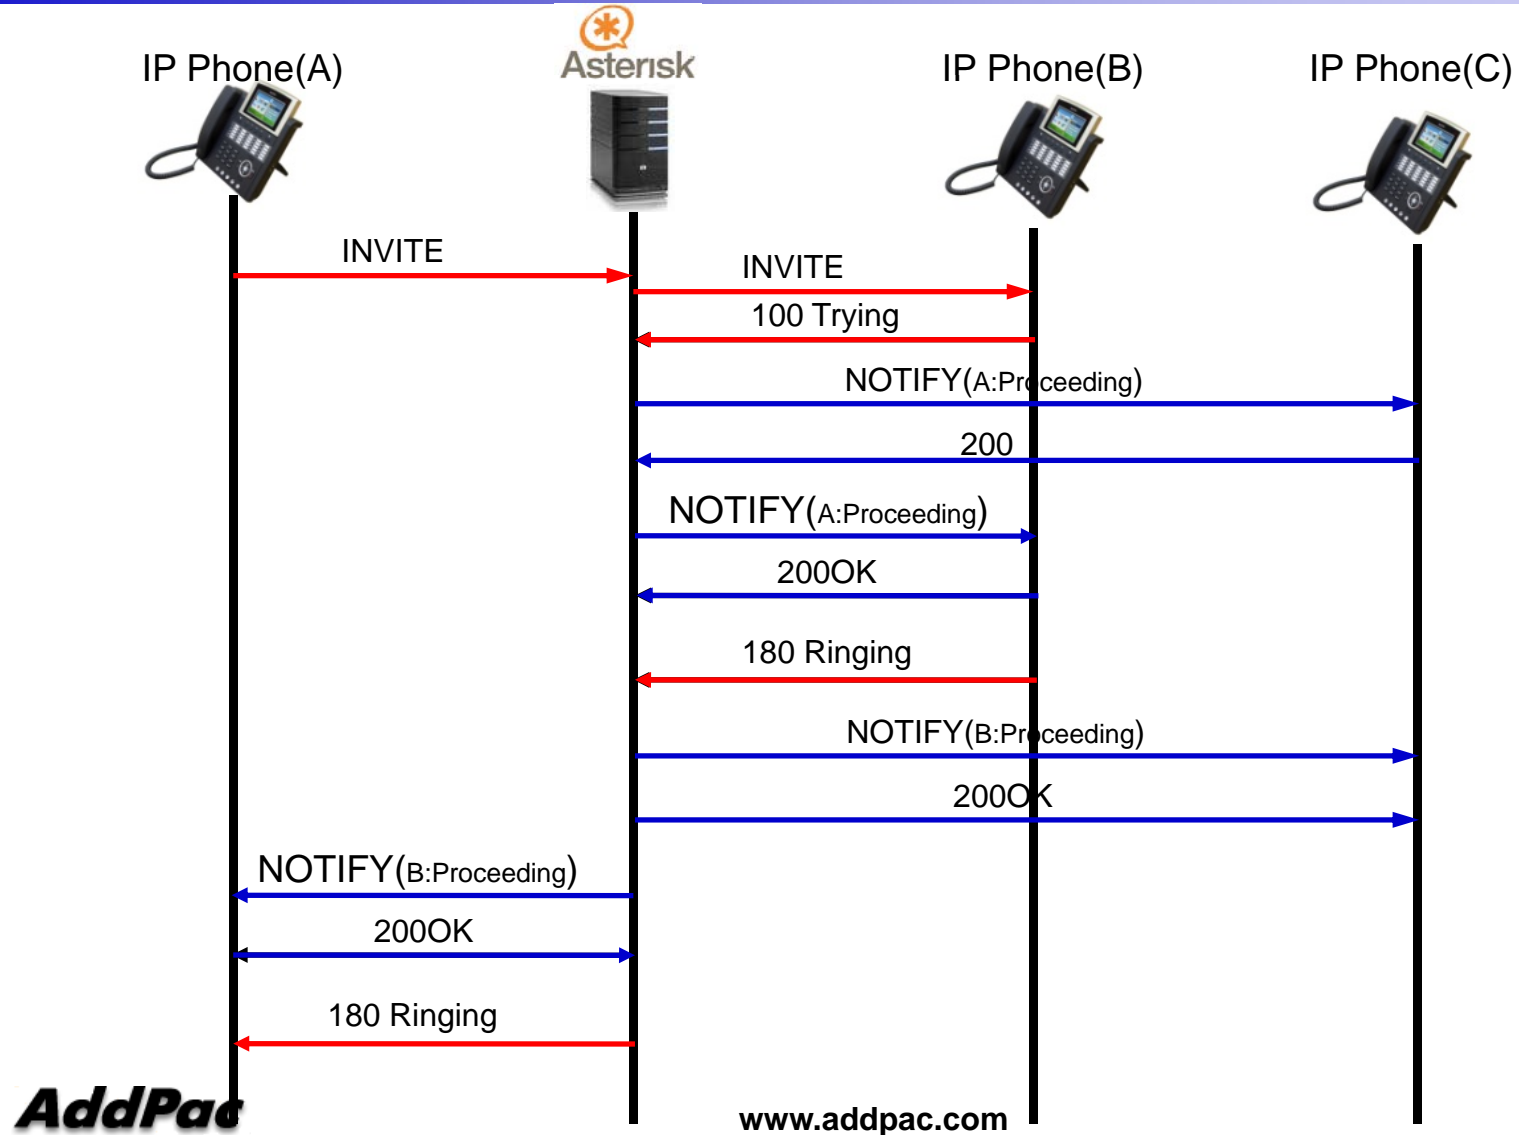 Asterisk
IP Phone(A)
IP Phone(B)
IP Phone(C)
INVITE
INVITE
100 Trying
NOTIFY(A:Proceeding)
200
NOTIFY(A:Proceeding)
200OK
180 Ringing
NOTIFY(B:Proceeding)
200OK
NOTIFY(B:Proceeding)
200OK
180 Ringing
AddPac
www.addpac.com